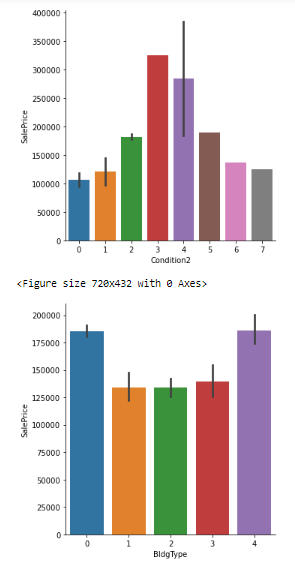 400000
350000
300000
250000
200000
150000
100000
50000
0
SalePrice
0 1 2 3 4 5 6 7
Condition2
<Figure size 720x432 with 0 Axes>
200000
175000
150000
125000
100000
75000
50000
25000
0
SalePrice
0 1 2 3 4
BldgType